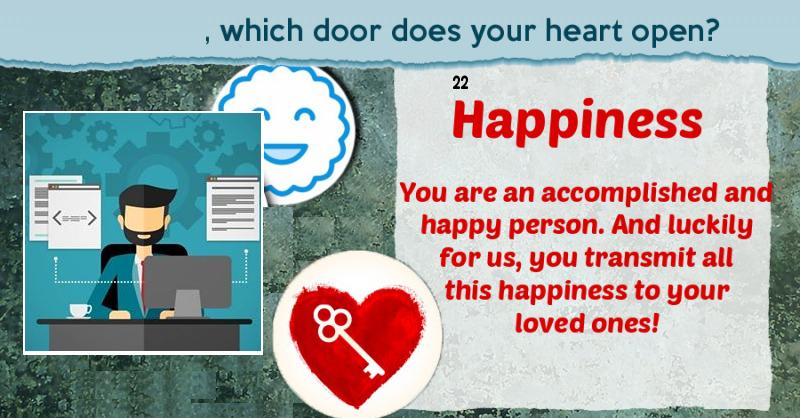 , which door does your heart open?
22
Happiness
You are an accomplished and
happy person. And luckily
for us, you transmit all
this happiness to your
loved ones!